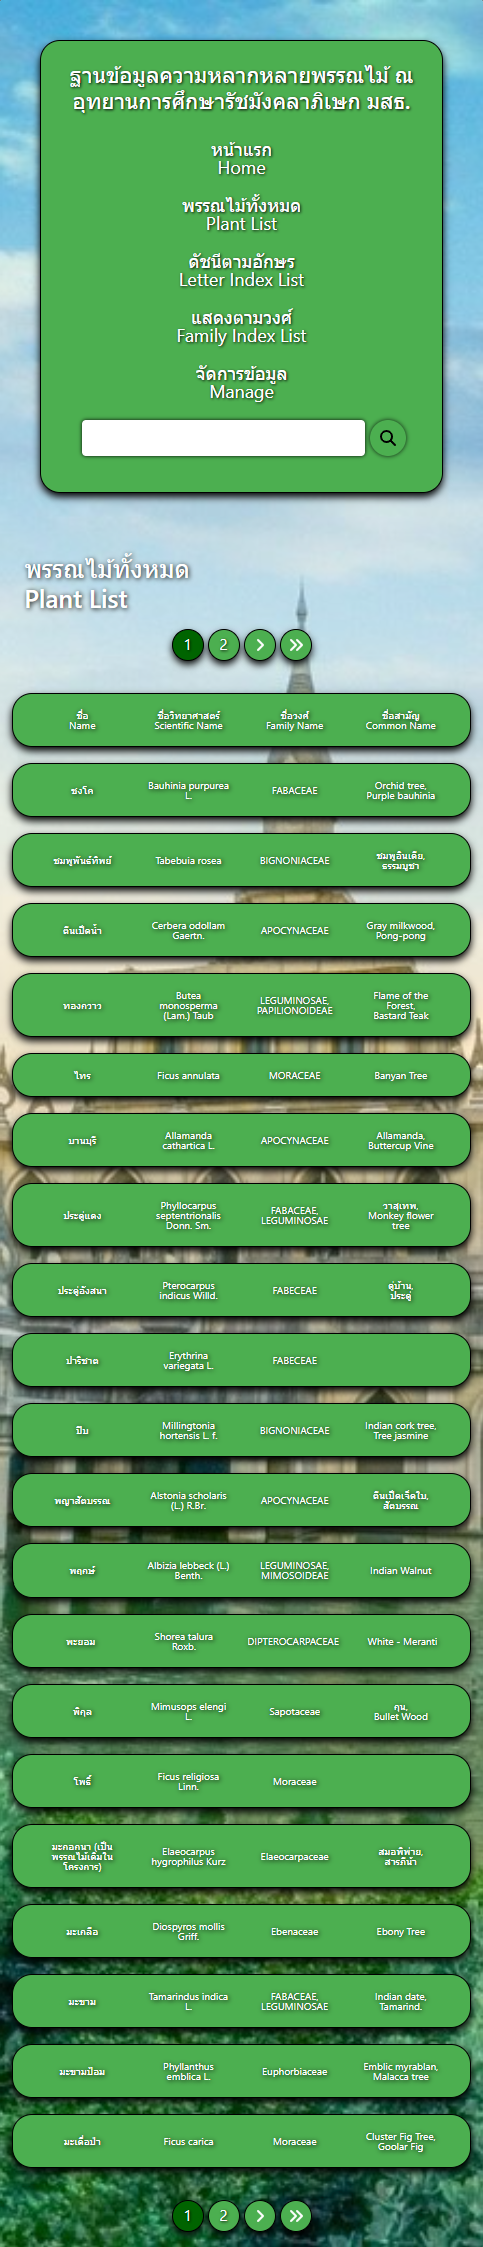 ฐานข้อมูลความหลากหลายพรรณไม้ ณ
อุทยานการศึกษารัชมังคลาภิเษก มสธ.
หน้าแรก
Home
พรรณไม้ทั้งหมด
Plant List
ดัชนีตามอักษร
Letter Index List
แสดงตามวงศ์
Family Index List
จัดการข้อมูล
Manage
พรรณไม้ทั้งหมด
Plant List
1 2
ชื่อ ชื่อวิทยาศาสตร์ ชื่อวงศ์ ชื่อสามัญ
Name Scientific Name Family Name Common Name
ชงโค Bauhinia purpurea FABACEAE Orchid tree,
L. Purple bauhinia
ชมพูพันธ์ทิพย์ Tabebuia rosea BIGNONIACEAE ชมพูอินเดีย,
ธรรมบูชา
ตีนเป็ดน้ำ Cerbera odollam APOCYNACEAE Gray milkwood,
Gaertn. Pong-pong
ทองกวาว Butea LEGUMINOSAE, Flame of the
monosperma PAPILIONOIDEAE Forest,
(Lam.) Taub Bastard Teak
ไทร Ficus annulata MORACEAE Banyan Tree
บานบุรี Allamanda APOCYNACEAE Allamanda,
cathartica L. Buttercup Vine
ประดู่แดง Phyllocarpus FABACEAE, วาสุเทพ,
septentrionalis LEGUMINOSAE Monkey flower
Donn. Sm. tree
ประดู่อังสนา Pterocarpus FABECEAE ดู่บ้าน,
indicus Willd. ประดู่
ปาริชาต Erythrina FABECEAE
variegata L.
ปีบ Millingtonia BIGNONIACEAE Indian cork tree,
hortensis L. f. Tree jasmine
พญาสัตบรรณ Alstonia scholaris APOCYNACEAE ตีนเป็ดเจ็ดใบ,
(L.) R.Br. สัตบรรณ
พฤกษ์ Albizia lebbeck (L.) LEGUMINOSAE, Indian Walnut
Benth. MIMOSOIDEAE
พะยอม Shorea talura DIPTEROCARPACEAE White - Meranti
Roxb.
พิกุล Mimusops elengi Sapotaceae กุน,
L. Bullet Wood
โพธิ์ Ficus religiosa Moraceae
Linn.
มะกอกนา (เป็น Elaeocarpus Elaeocarpaceae สมอพิพ่าย,
พรรณไม้เดิมใน hygrophilus Kurz สารภีน้ำ
โครงการ)
มะเกลือ Diospyros mollis Ebenaceae Ebony Tree
Griff.
มะขาม Tamarindus indica FABACEAE, Indian date,
L. LEGUMINOSAE Tamarind.
มะขามป้อม Phyllanthus Euphorbiaceae Emblic myrablan,
emblica L. Malacca tree
มะเดื่อป่า Ficus carica Moraceae Cluster Fig Tree,
Goolar Fig
1 2